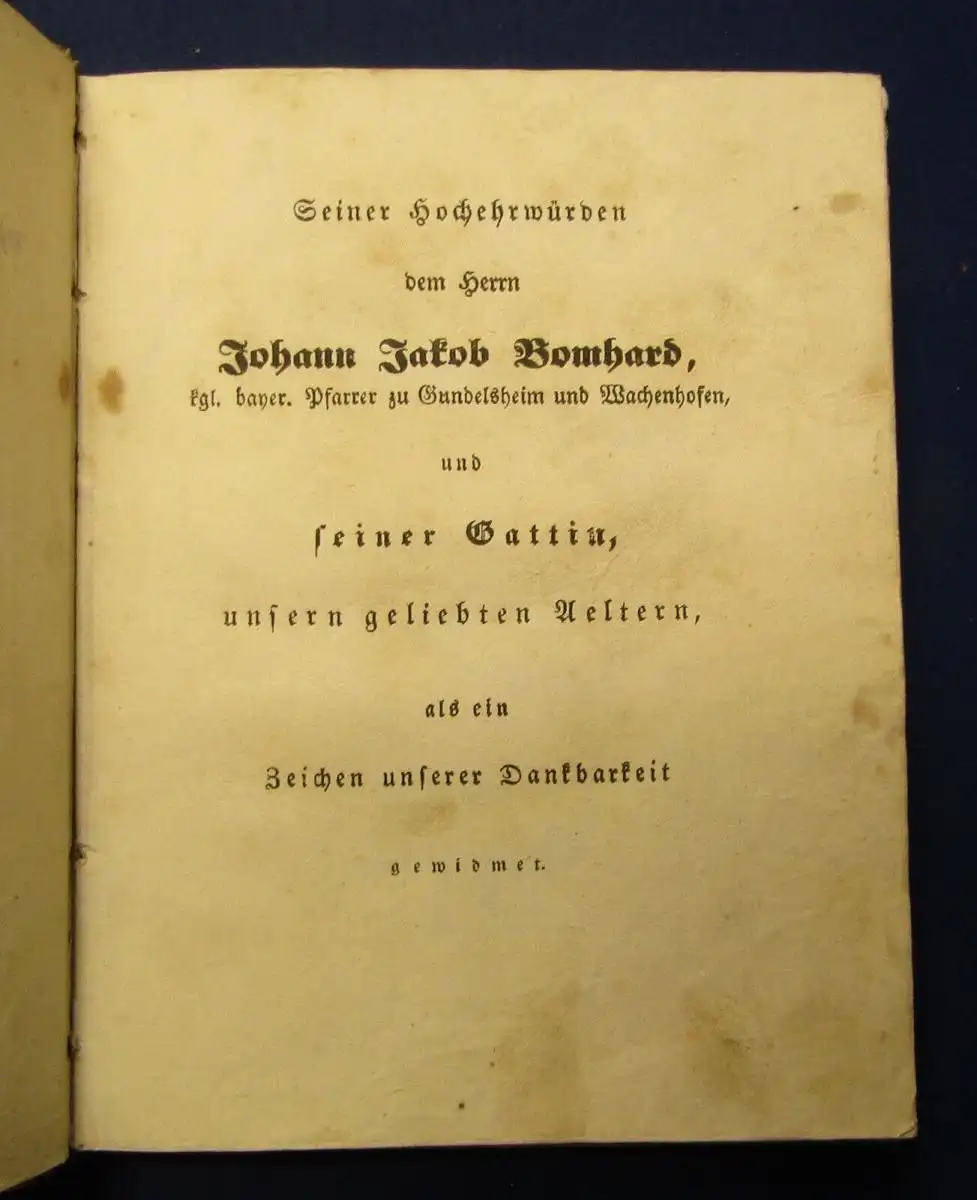 Seiner Hochehrwürden
dem Herrn
Johann Jakob Bomhard,
kgl. bayer. Pfarrer zu Gundelsheim und Wachenhofen,
und
ſeiner Gattin,
unſern geliebten Aeltern,
als ein
Zeichen unſerer Dankbarkeit
gewidmet.